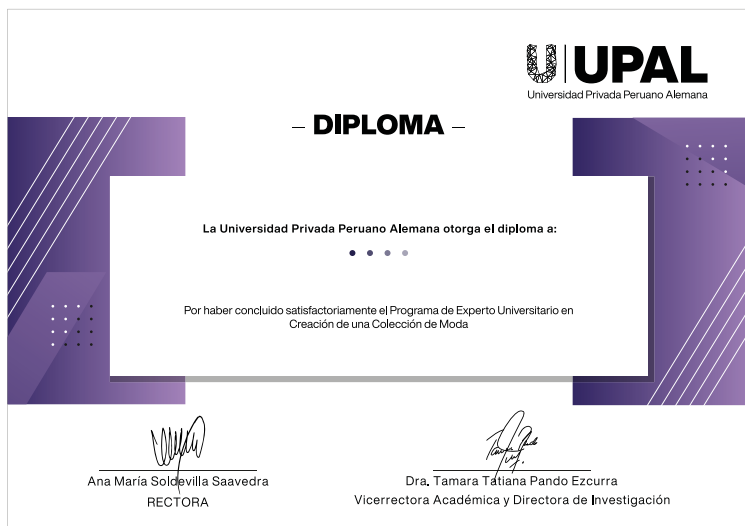 UPAL
Universidad Privada Peruano Alemana
– DIPLOMA –
La Universidad Privada Peruano Alemana otorga el diploma a:
Por haber concluido satisfactoriamente el Programa de Experto Universitario en
Creación de una Colección de Moda
Ana María Soldevilla Saavedra
RECTORA
Dra. Tamara Tatiana Pando Ezcurra
Vicerrectora Académica y Directora de Investigación